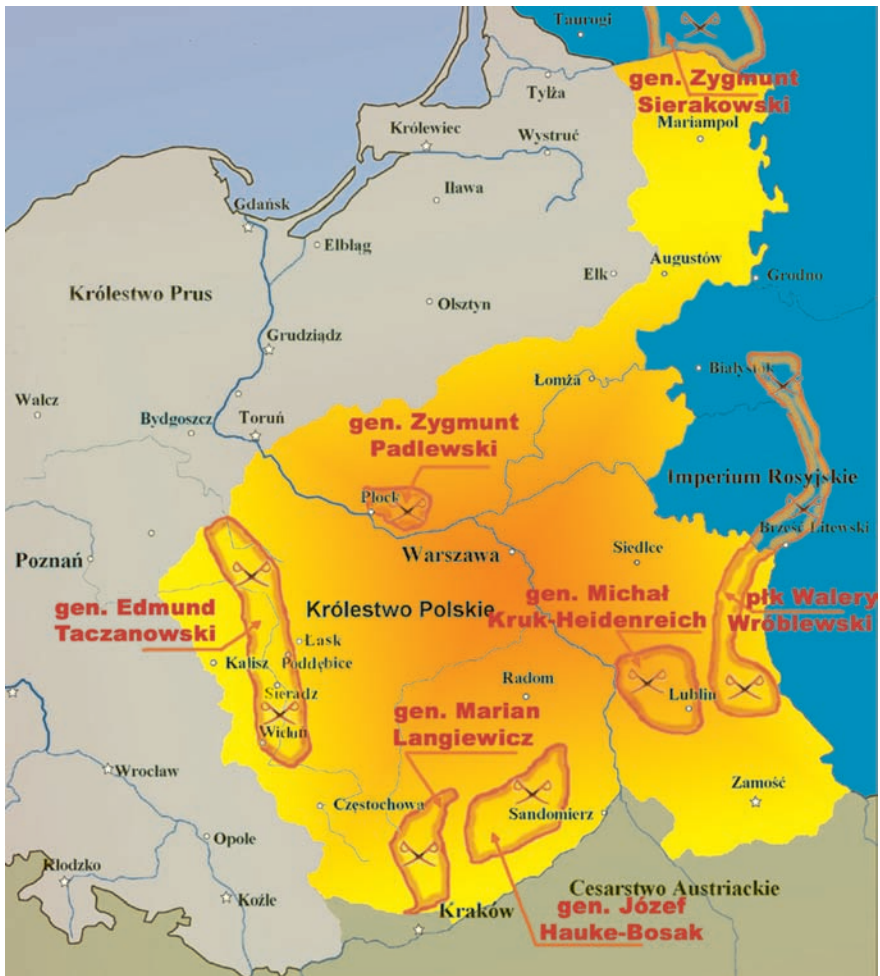 Taurogi
gen. Zygmunt
Sierakowski
Tylża
Mariampol
Królewiec
Wystruć
Iława
Gdańsk
Elbląg
Augustów
Ełk
Grodno
Królestwo Prus
Olsztyn
Grudziądz
Białystok
Łomża
Wałcz
Bydgoszcz
Toruń
gen. Zygmunt
Padlewski
Imperium Rosyjskie
Płock
Brześć Litewski
Warszawa
Siedlce
Poznań
gen. Michał
Kruk-Heidenreich
płk Walery
Wróblewski
gen. Edmund
Taczanowski
Królestwo Polskie
Łask
Kalisz
Poddębice
Sieradz
Radom
Lublin
gen. Marian
Langiewicz
Wieluń
Wrocław
Zamość
Częstochowa
Sandomierz
Opole
Kłodzko
Koźle
Cesarstwo Austriackie
Kraków
gen. Józef
Hauke-Bosak